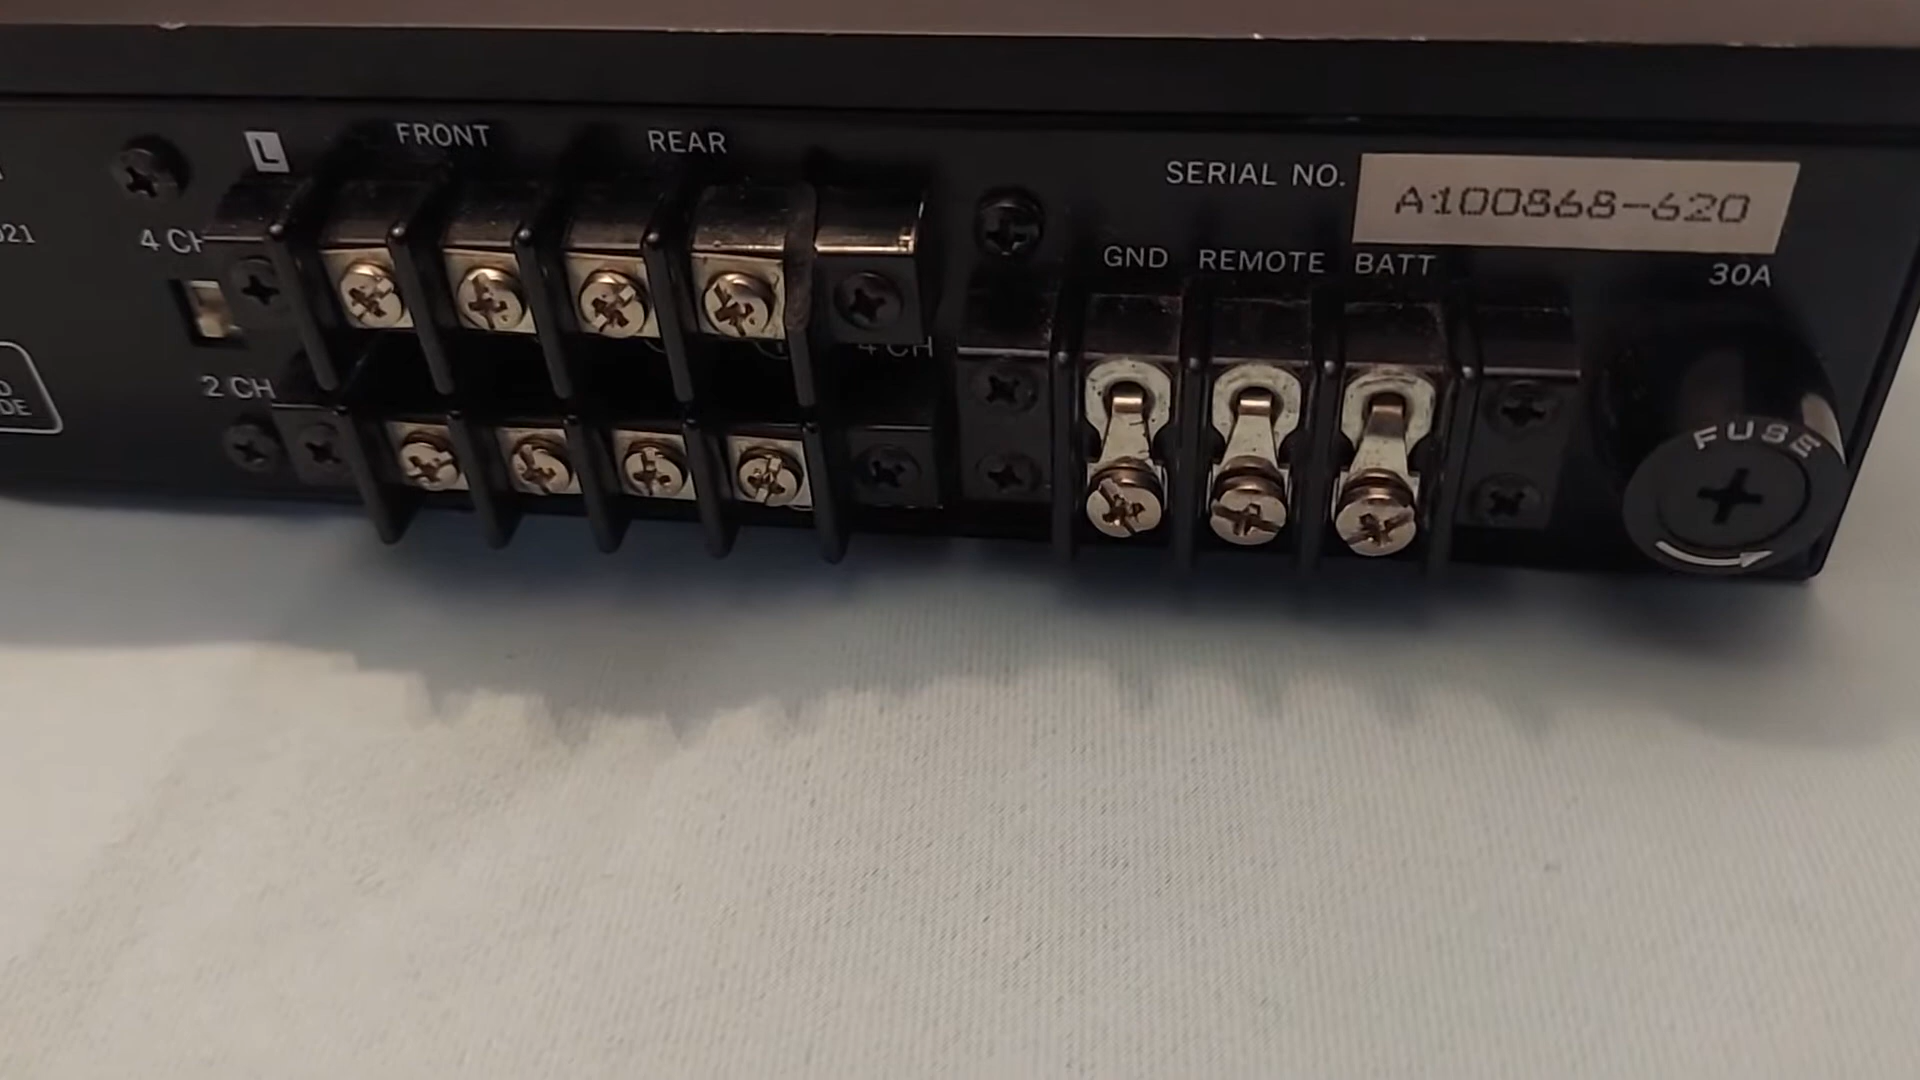 FRONT
REAR
L
SERIAL NO.
A100868-620
4 CH
GND
REMOTE
BATT
30A
4 CH
2 CH
FUSE